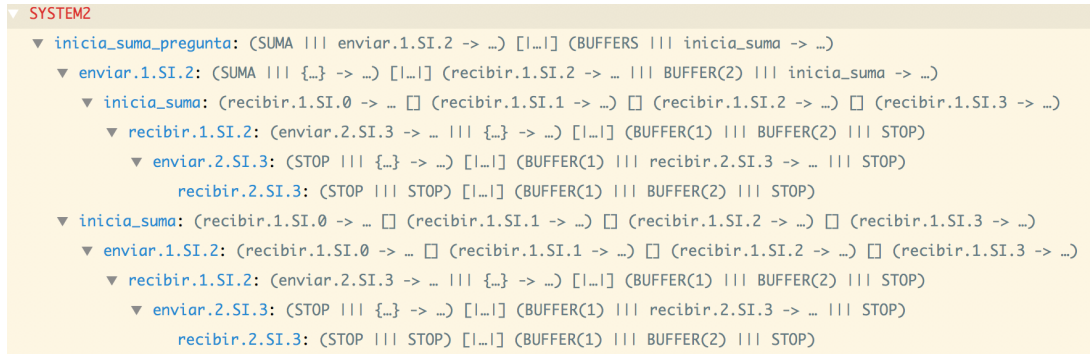 SYSTEM2
inicia_suma_pregunta: (SUMA ||| enviar.1.SI.2 -> …) [|…|] (BUFFERS ||| inicia_suma -> …)
enviar.1.SI.2: (SUMA ||| {…} -> …) [|…|] (recibir.1.SI.2 -> … ||| BUFFER(2) ||| inicia_suma -> …)
inicia_suma: (recibir.1.SI.0 -> … [] (recibir.1.SI.1 -> …) [] (recibir.1.SI.2 -> …) [] (recibir.1.SI.3 -> …)
recibir.1.SI.2: (enviar.2.SI.3 -> … ||| {…} -> …) [|…|] (BUFFER(1) ||| BUFFER(2) ||| STOP)
enviar.2.SI.3: (STOP ||| {…} -> …) [|…|] (BUFFER(1) ||| recibir.2.SI.3 -> … ||| STOP)
recibir.2.SI.3: (STOP ||| STOP) [|…|] (BUFFER(1) ||| BUFFER(2) ||| STOP)
inicia_suma: (recibir.1.SI.0 -> … [] (recibir.1.SI.1 -> …) [] (recibir.1.SI.2 -> …) [] (recibir.1.SI.3 -> …)
enviar.1.SI.2: (recibir.1.SI.0 -> … [] (recibir.1.SI.1 -> …) [] (recibir.1.SI.2 -> …) [] (recibir.1.SI.3 -> …)
recibir.1.SI.2: (enviar.2.SI.3 -> … ||| {…} -> …) [|…|] (BUFFER(1) ||| BUFFER(2) ||| STOP)
enviar.2.SI.3: (STOP ||| {…} -> …) [|…|] (BUFFER(1) ||| recibir.2.SI.3 -> … ||| STOP)
recibir.2.SI.3: (STOP ||| STOP) [|…|] (BUFFER(1) ||| BUFFER(2) ||| STOP)